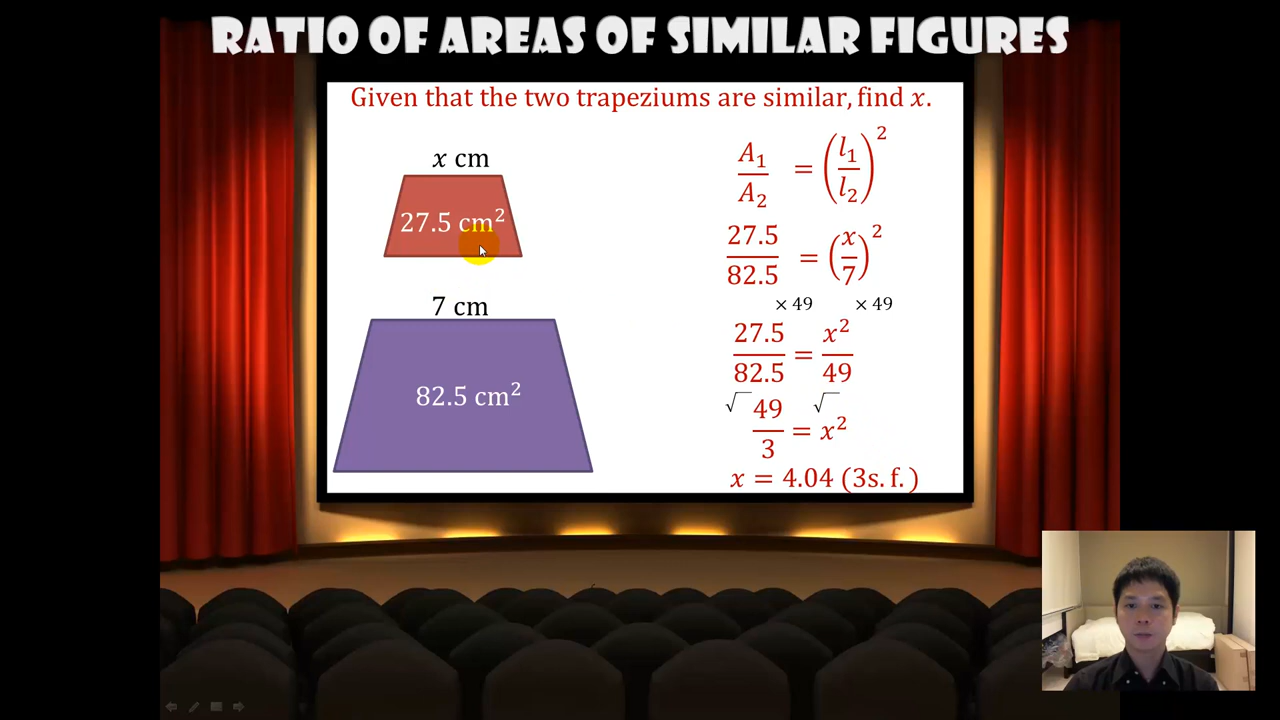 RATIO OF AREAS OF SIMILAR FIGURES
Given that the two trapeziums are similar, find x.
x cm
27.5 cm²
7 cm
82.5 cm²
A₁/A₂ = (l₁/l₂)²
27.5/82.5 = (x/7)²
× 49 × 49
27.5/82.5 = x²/49
√ √
49/3 = x²
x = 4.04 (3s. f.)